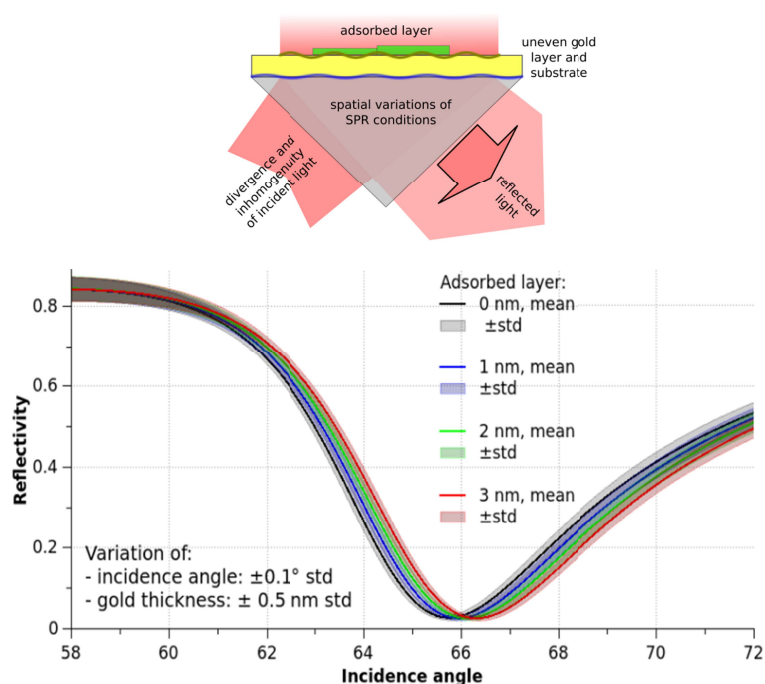 adsorbed layer
uneven gold
layer and
substrate
spatial variations of
SPR conditions
divergence and
inhomogenuity
of incident light
reflected
light
Adsorbed layer:
0 nm, mean
±std
1 nm, mean
±std
2 nm, mean
±std
3 nm, mean
±std
Variation of:
- incidence angle: ±0.1° std
- gold thickness: ± 0.5 nm std
Reflectivity
0.8
0.6
0.4
0.2
0
58 60 62 64 66 68 70 72
Incidence angle